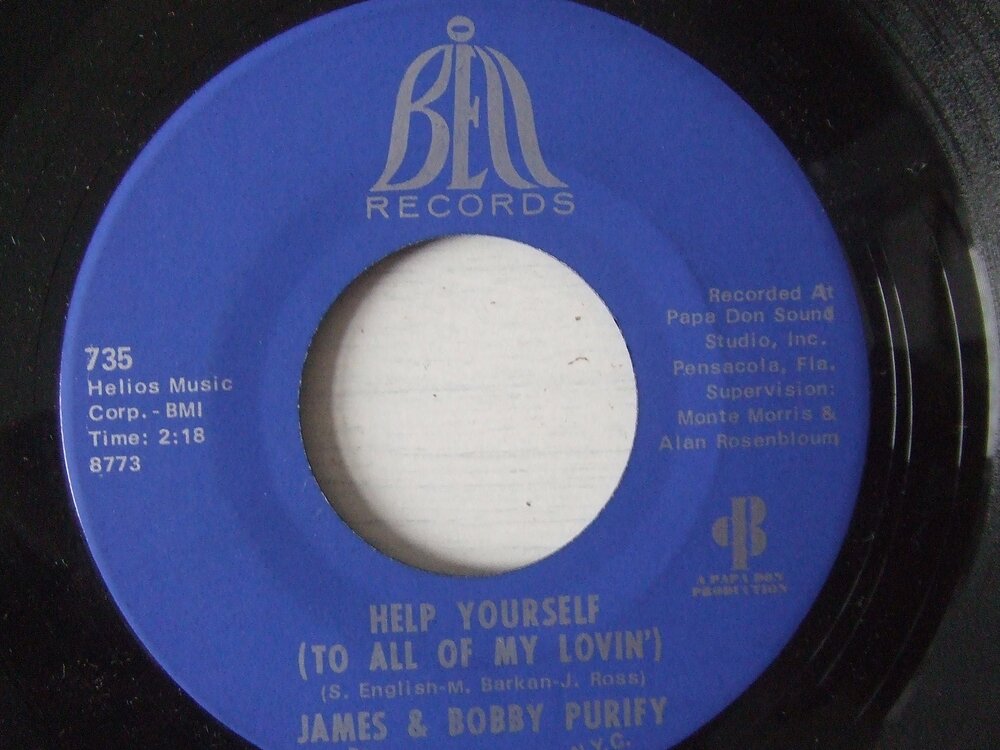 BELL
RECORDS
735
Helios Music
Corp. - BMI
Time: 2:18
8773
Recorded At
Papa Don Sound
Studio, Inc.
Pensacola, Fla.
Supervision:
Monte Morris &
Alan Rosenbloum
A PAPA DON
PRODUCTION
HELP YOURSELF
(TO ALL OF MY LOVIN')
(S. English-M. Barkan-J. Ross)
JAMES & BOBBY PURIFY
N.Y.C.